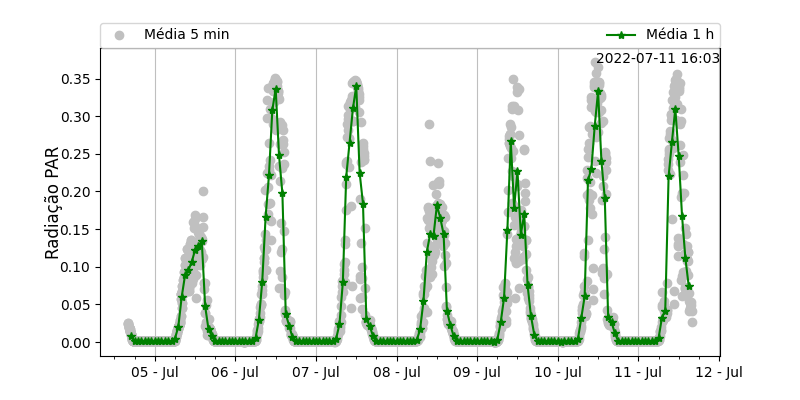 Média 5 min
Média 1 h
2022-07-11 16:03
Radiação PAR
0.35
0.30
0.25
0.20
0.15
0.10
0.05
0.00
05 - Jul
06 - Jul
07 - Jul
08 - Jul
09 - Jul
10 - Jul
11 - Jul
12 - Jul